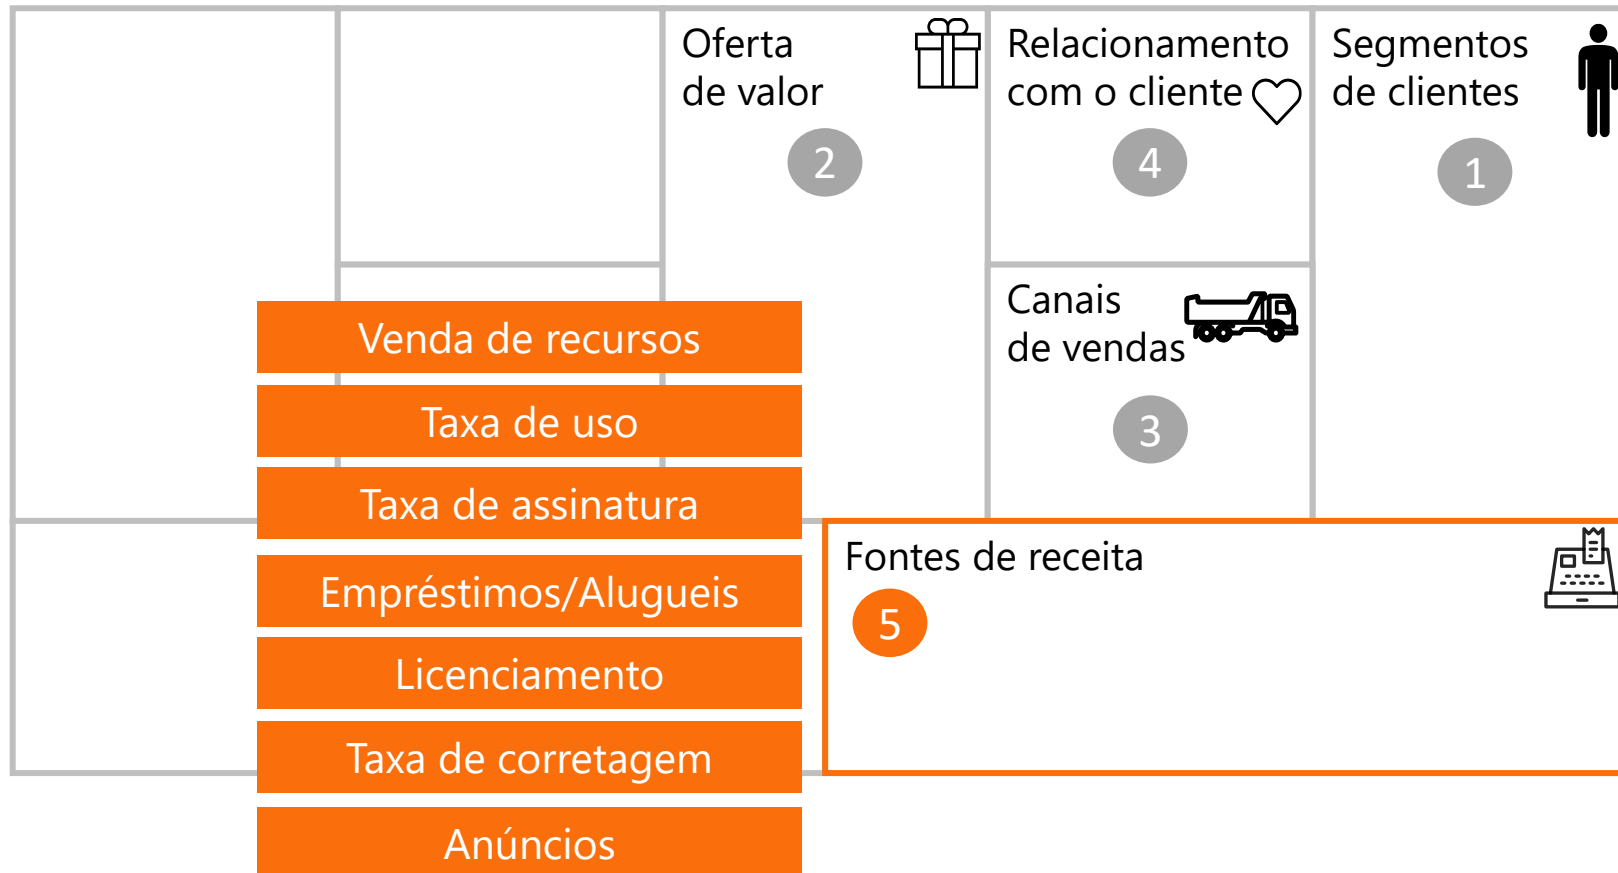 Oferta
de valor
2
Relacionamento
com o cliente
4
Segmentos
de clientes
1
Canais
de vendas
3
Venda de recursos
Taxa de uso
Taxa de assinatura
Empréstimos/Alugueis
Licenciamento
Taxa de corretagem
Anúncios
Fontes de receita
5